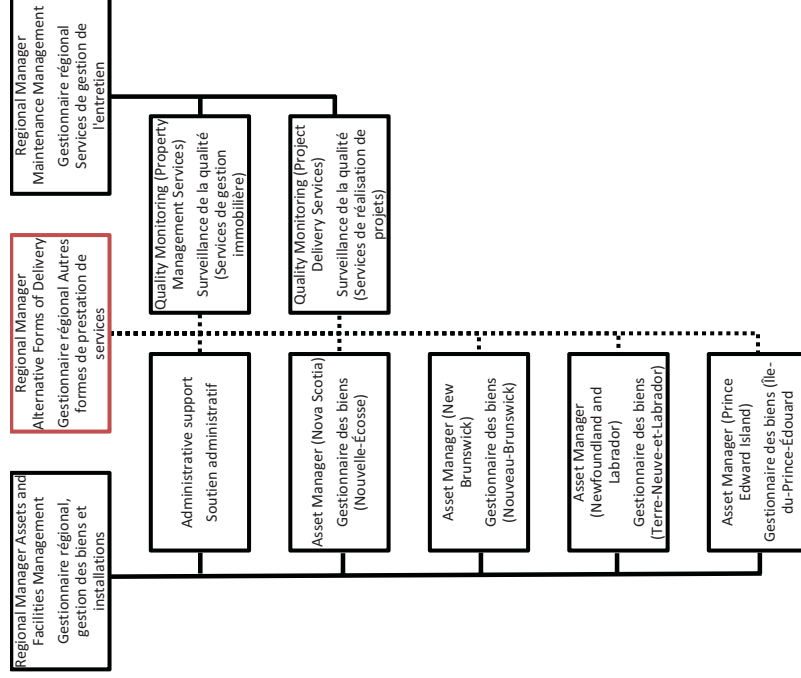 Regional Manager Assets and
Facilities Management
Gestionnaire régional,
gestion des biens et
installations
Regional Manager
Alternative Forms of Delivery
Gestionnaire régional Autres
formes de prestation de
services
Regional Manager
Maintenance Management
Gestionnaire régional
Services de gestion de
l'entretien
Administrative support
Soutien administratif
Quality Monitoring (Property
Management Services)
Surveillance de la qualité
(Services de gestion
immobilière)
Asset Manager (Nova Scotia)
Gestionnaire des biens
(Nouvelle-Écosse)
Quality Monitoring (Project
Delivery Services)
Surveillance de la qualité
(Services de réalisation de
projets)
Asset Manager (New
Brunswick)
Gestionnaire des biens
(Nouveau-Brunswick)
Asset Manager
(Newfoundland and
Labrador)
Gestionnaire des biens
(Terre-Neuve-et-Labrador)
Asset Manager (Prince
Edward Island)
Gestionnaire des biens (Île-
du-Prince-Édouard